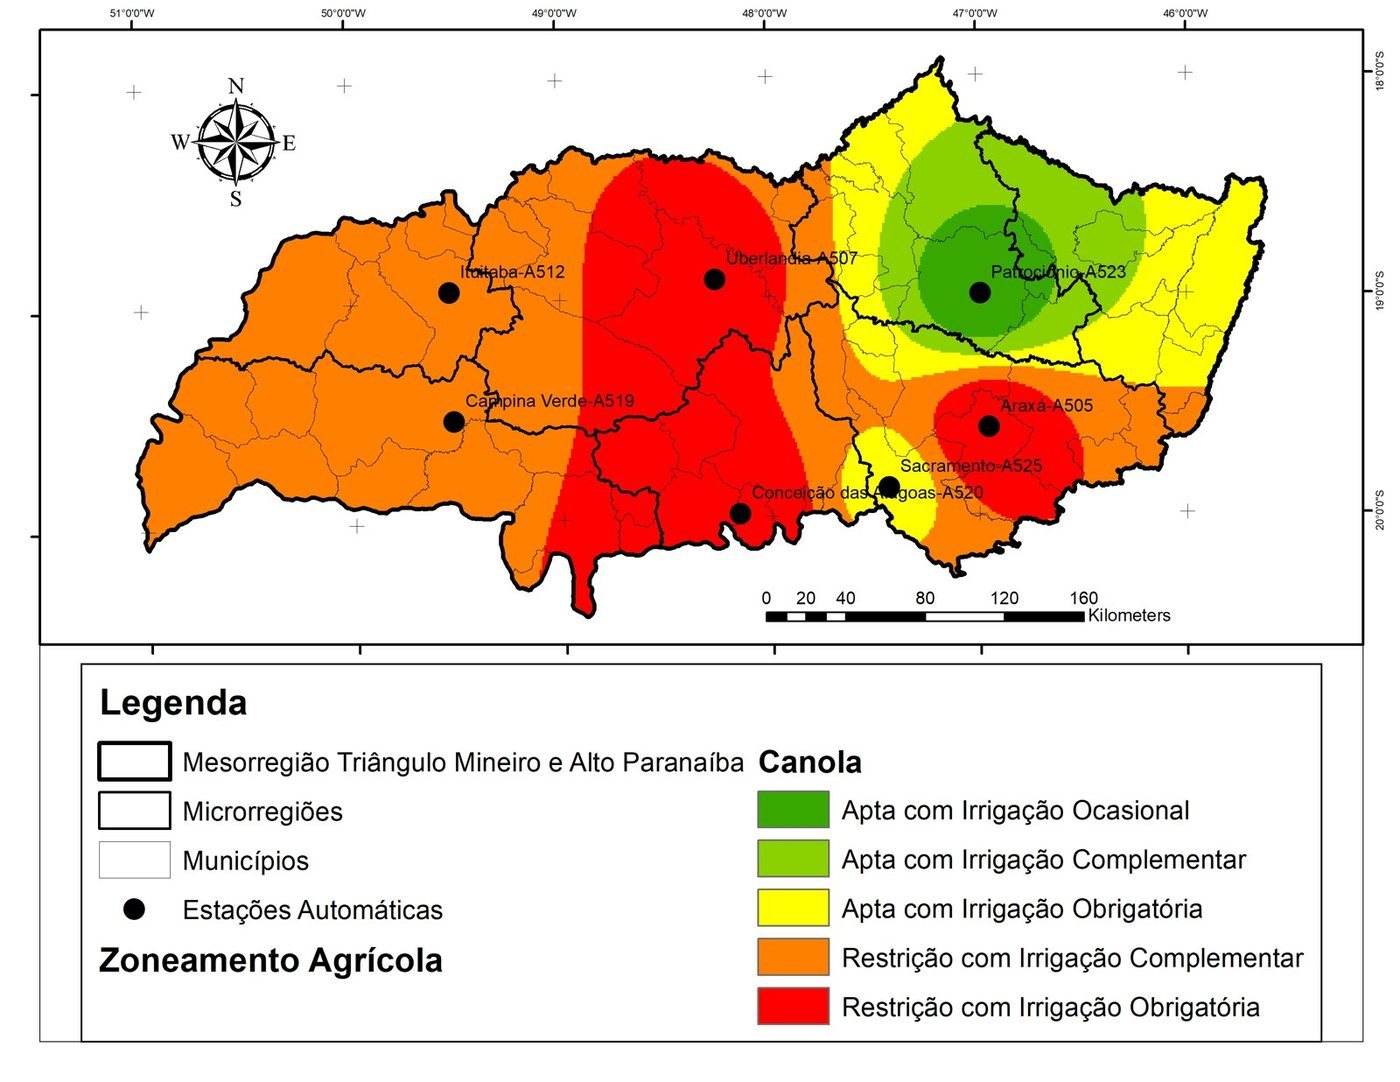 51°0'0"W 50°0'0"W 49°0'0"W 48°0'0"W 47°0'0"W 46°0'0"W
18°0'0"S
19°0'0"S
20°0'0"S
N
W E
S
Uberlandia-A507
Ituitaba-A512
Patrocionio-A523
Campina Verde-A519
Araxá-A505
Sacramento-A525
Conceição das Alagoas-A520
0 20 40 80 120 160
Kilometers
Legenda
Mesorregião Triângulo Mineiro e Alto Paranaíba
Microrregiões
Municípios
Estações Automáticas
Zoneamento Agrícola
Canola
Apta com Irrigação Ocasional
Apta com Irrigação Complementar
Apta com Irrigação Obrigatória
Restrição com Irrigação Complementar
Restrição com Irrigação Obrigatória